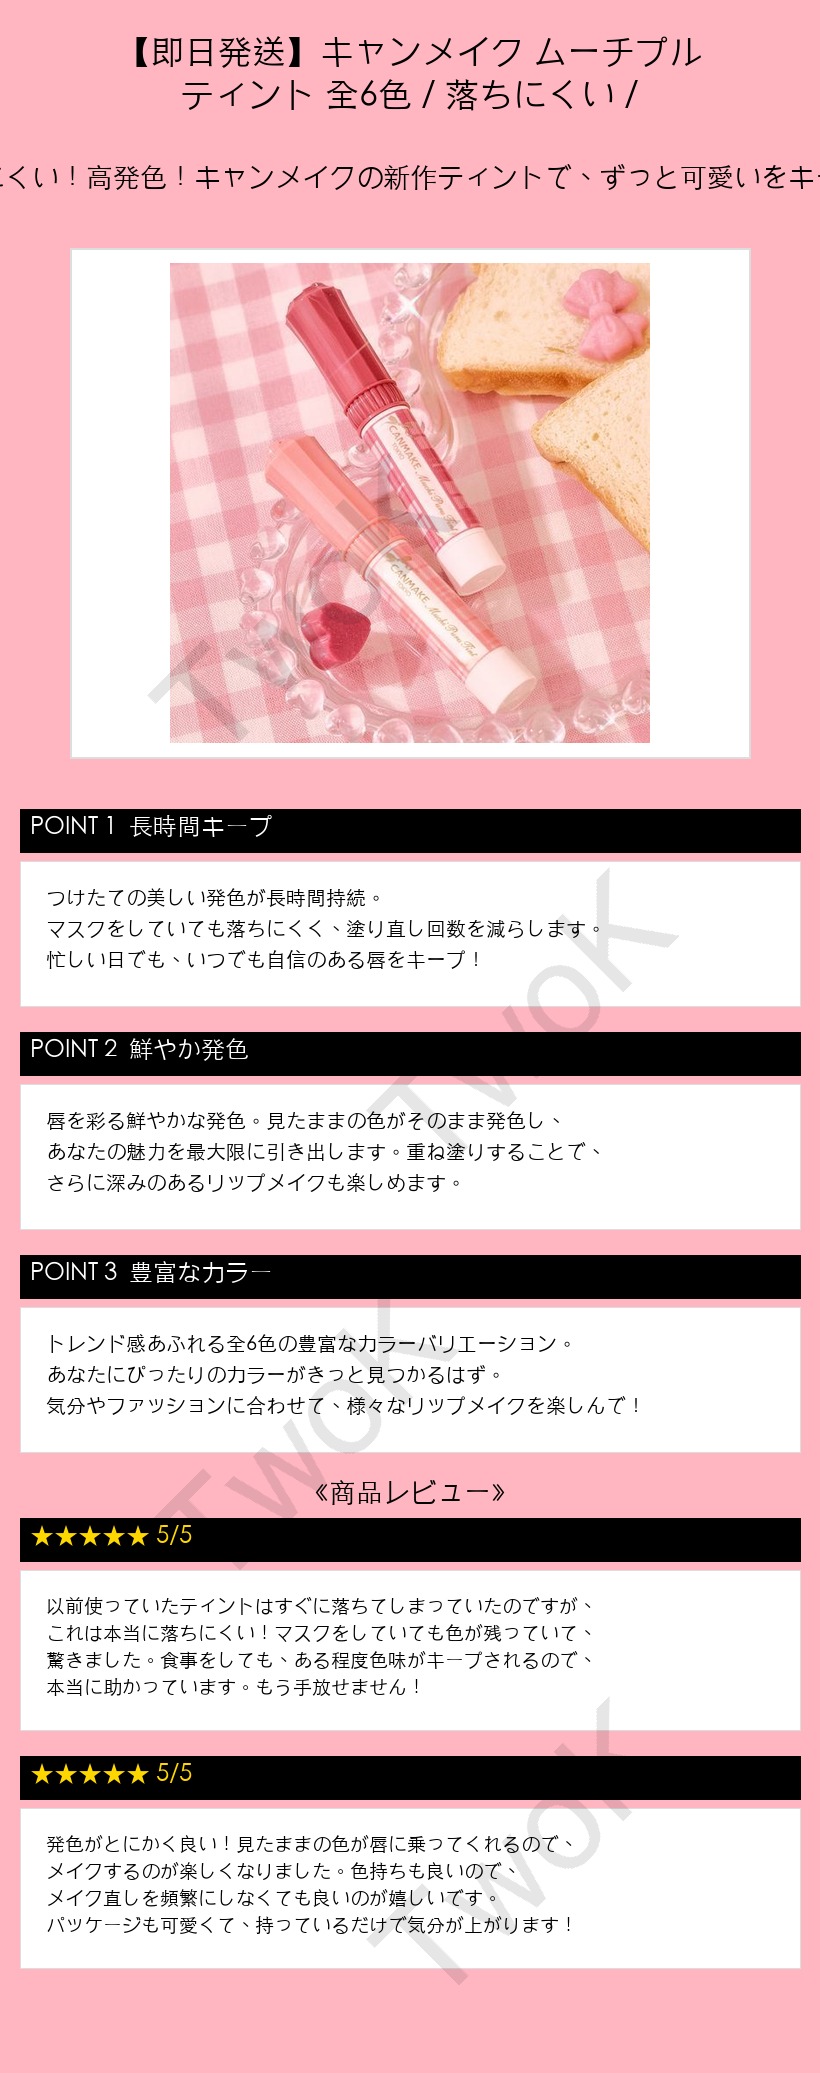 【即日発送】キャンメイク ムーチプル
ティント 全6色 / 落ちにくい /
くい！高発色！キャンメイクの新作ティントで、ずっと可愛いをキ
CANMAKE
TOKYO
Muchi Puru Tint
CANMAKE
TOKYO
Muchi Puru Tint
TwoK
POINT 1 長時間キープ
つけたての美しい発色が長時間持続。
マスクをしていても落ちにくく、塗り直し回数を減らします。
忙しい日でも、いつでも自信のある唇をキープ！
TwoK
POINT 2 鮮やか発色
唇を彩る鮮やかな発色。見たままの色がそのまま発色し、
あなたの魅力を最大限に引き出します。重ね塗りすることで、
さらに深みのあるリップメイクも楽しめます。
POINT 3 豊富なカラー
トレンド感あふれる全6色の豊富なカラーバリエーション。
あなたにぴったりのカラーがきっと見つかるはず。
気分やファッションに合わせて、様々なリップメイクを楽しんで！
TwoK
《商品レビュー》
★★★★★ 5/5
以前使っていたティントはすぐに落ちてしまっていたのですが、
これは本当に落ちにくい！マスクをしていても色が残っていて、
驚きました。食事をしても、ある程度色味がキープされるので、
本当に助かっています。もう手放せません！
★★★★★ 5/5
発色がとにかく良い！見たままの色が唇に乗ってくれるので、
メイクするのが楽しくなりました。色持ちも良いので、
メイク直しを頻繁にしなくても良いのが嬉しいです。
パッケージも可愛くて、持っているだけで気分が上がります！
TwoK